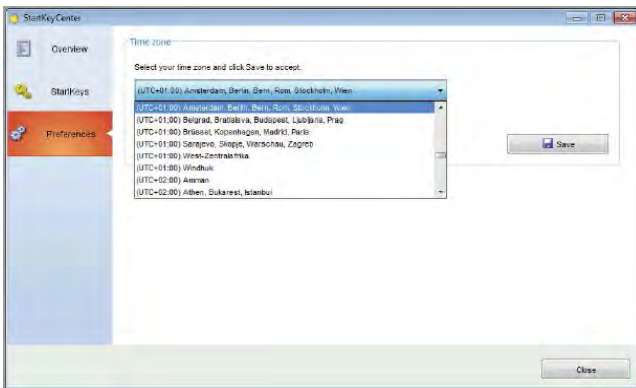 StartKeyCenter
Overview
StartKeys
Preferences
Time zone
Select your time zone and click Save to accept.
(UTC+01:00) Amsterdam, Berlin, Bern, Rom, Stockholm, Wien
(UTC+01:00) Amsterdam, Berlin, Bern, Rom, Stockholm, Wien
(UTC+01:00) Belgrad, Bratislava, Budapest, Ljubljana, Prag
(UTC+01:00) Brüssel, Kopenhagen, Madrid, Paris
(UTC+01:00) Sarajevo, Skopje, Warschau, Zagreb
(UTC+01:00) West-Zentralafrika
(UTC+01:00) Windhuk
(UTC+02:00) Amman
(UTC+02:00) Athen, Bukarest, Istanbul
Save
Close